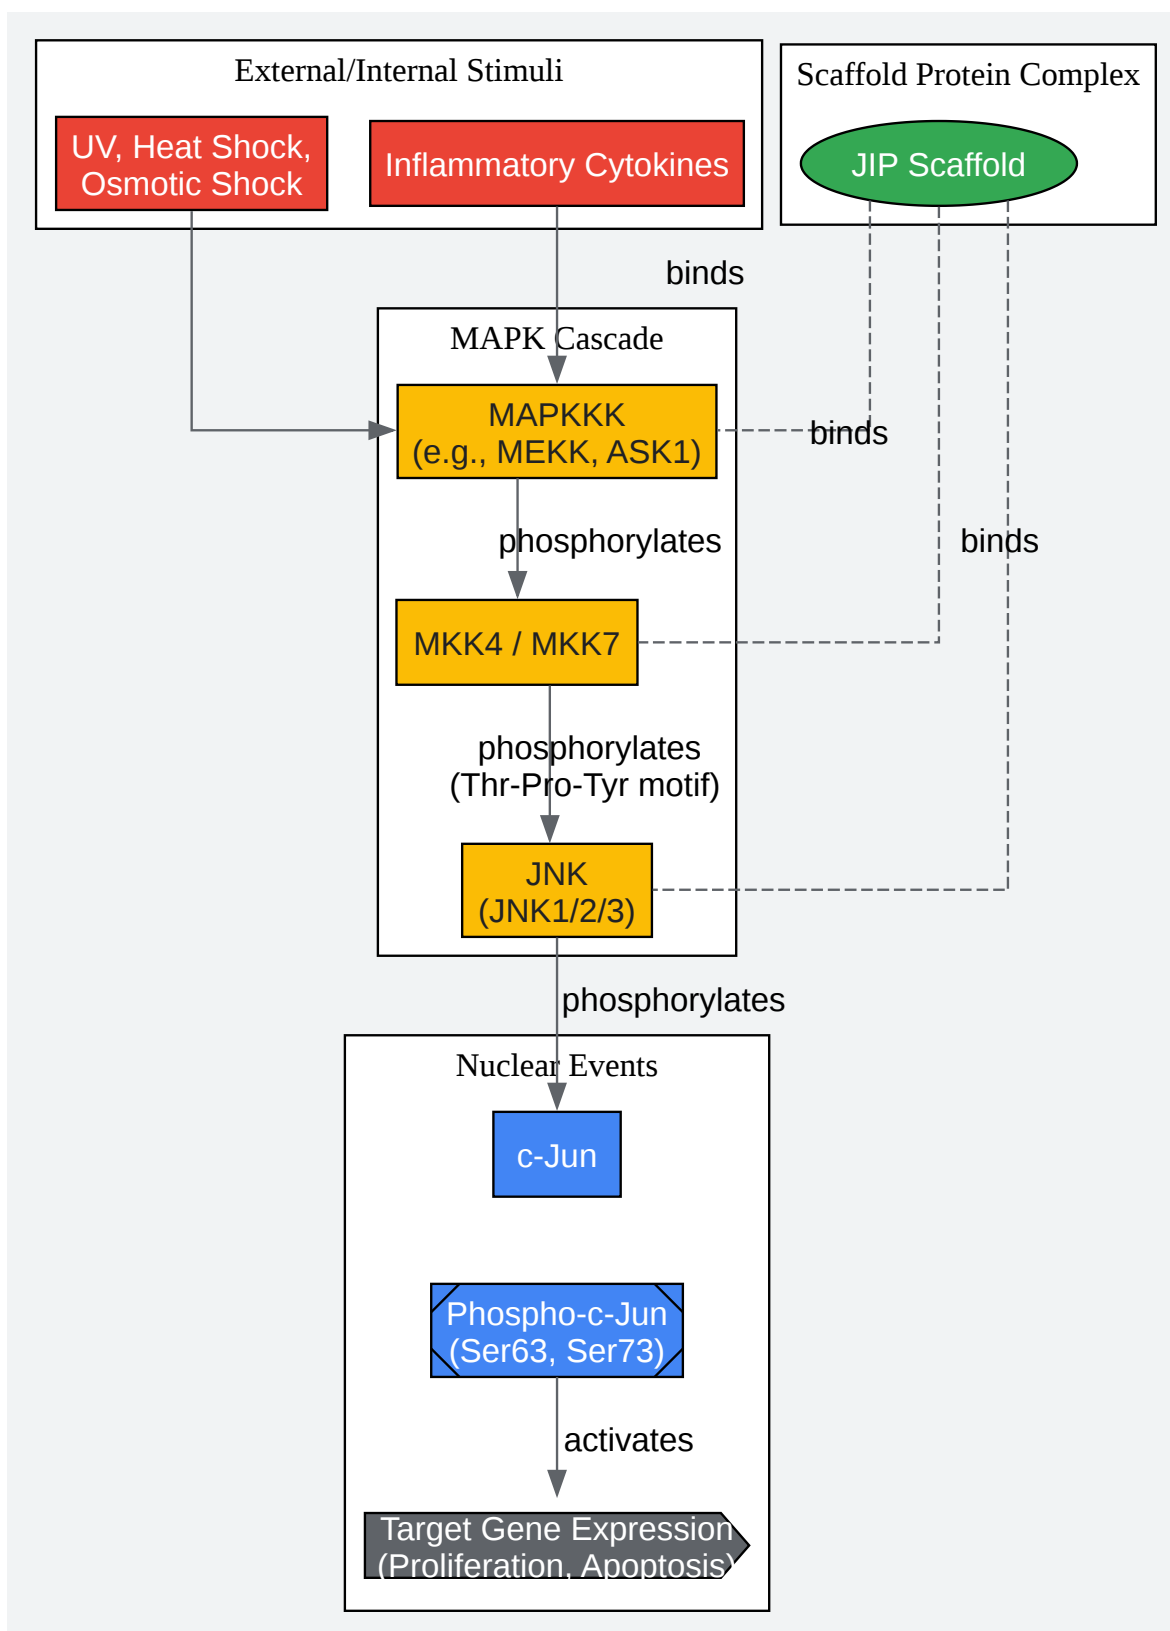 External/Internal Stimuli
Scaffold Protein Complex
UV, Heat Shock,
Osmotic Shock
Inflammatory Cytokines
JIP Scaffold
binds
MAPK Cascade
MAPKKK
(e.g., MEKK, ASK1)
binds
phosphorylates
binds
MKK4 / MKK7
phosphorylates
(Thr-Pro-Tyr motif)
JNK
(JNK1/2/3)
phosphorylates
Nuclear Events
c-Jun
Phospho-c-Jun
(Ser63, Ser73)
activates
Target Gene Expression
(Proliferation, Apoptosis)